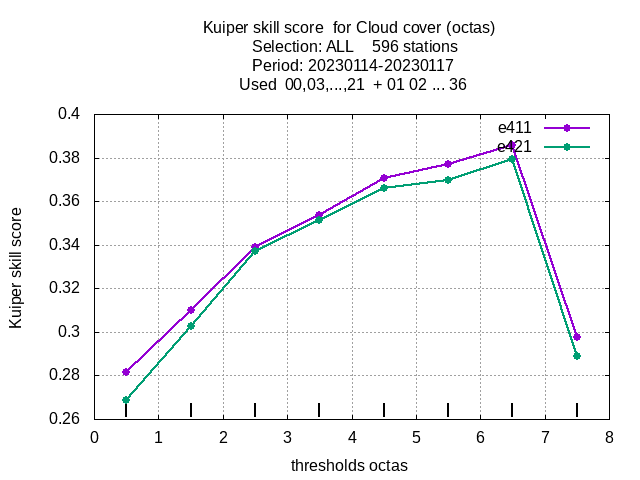 Kuiper skill score  for Cloud cover (octas)
Selection: ALL    596 stations
Period: 20230114-20230117
Used  00,03,...,21  + 01 02 ... 36
e411
e421
0.4
0.38
0.36
0.34
0.32
0.3
0.28
0.26
Kuiper skill score
0 1 2 3 4 5 6 7 8
thresholds octas